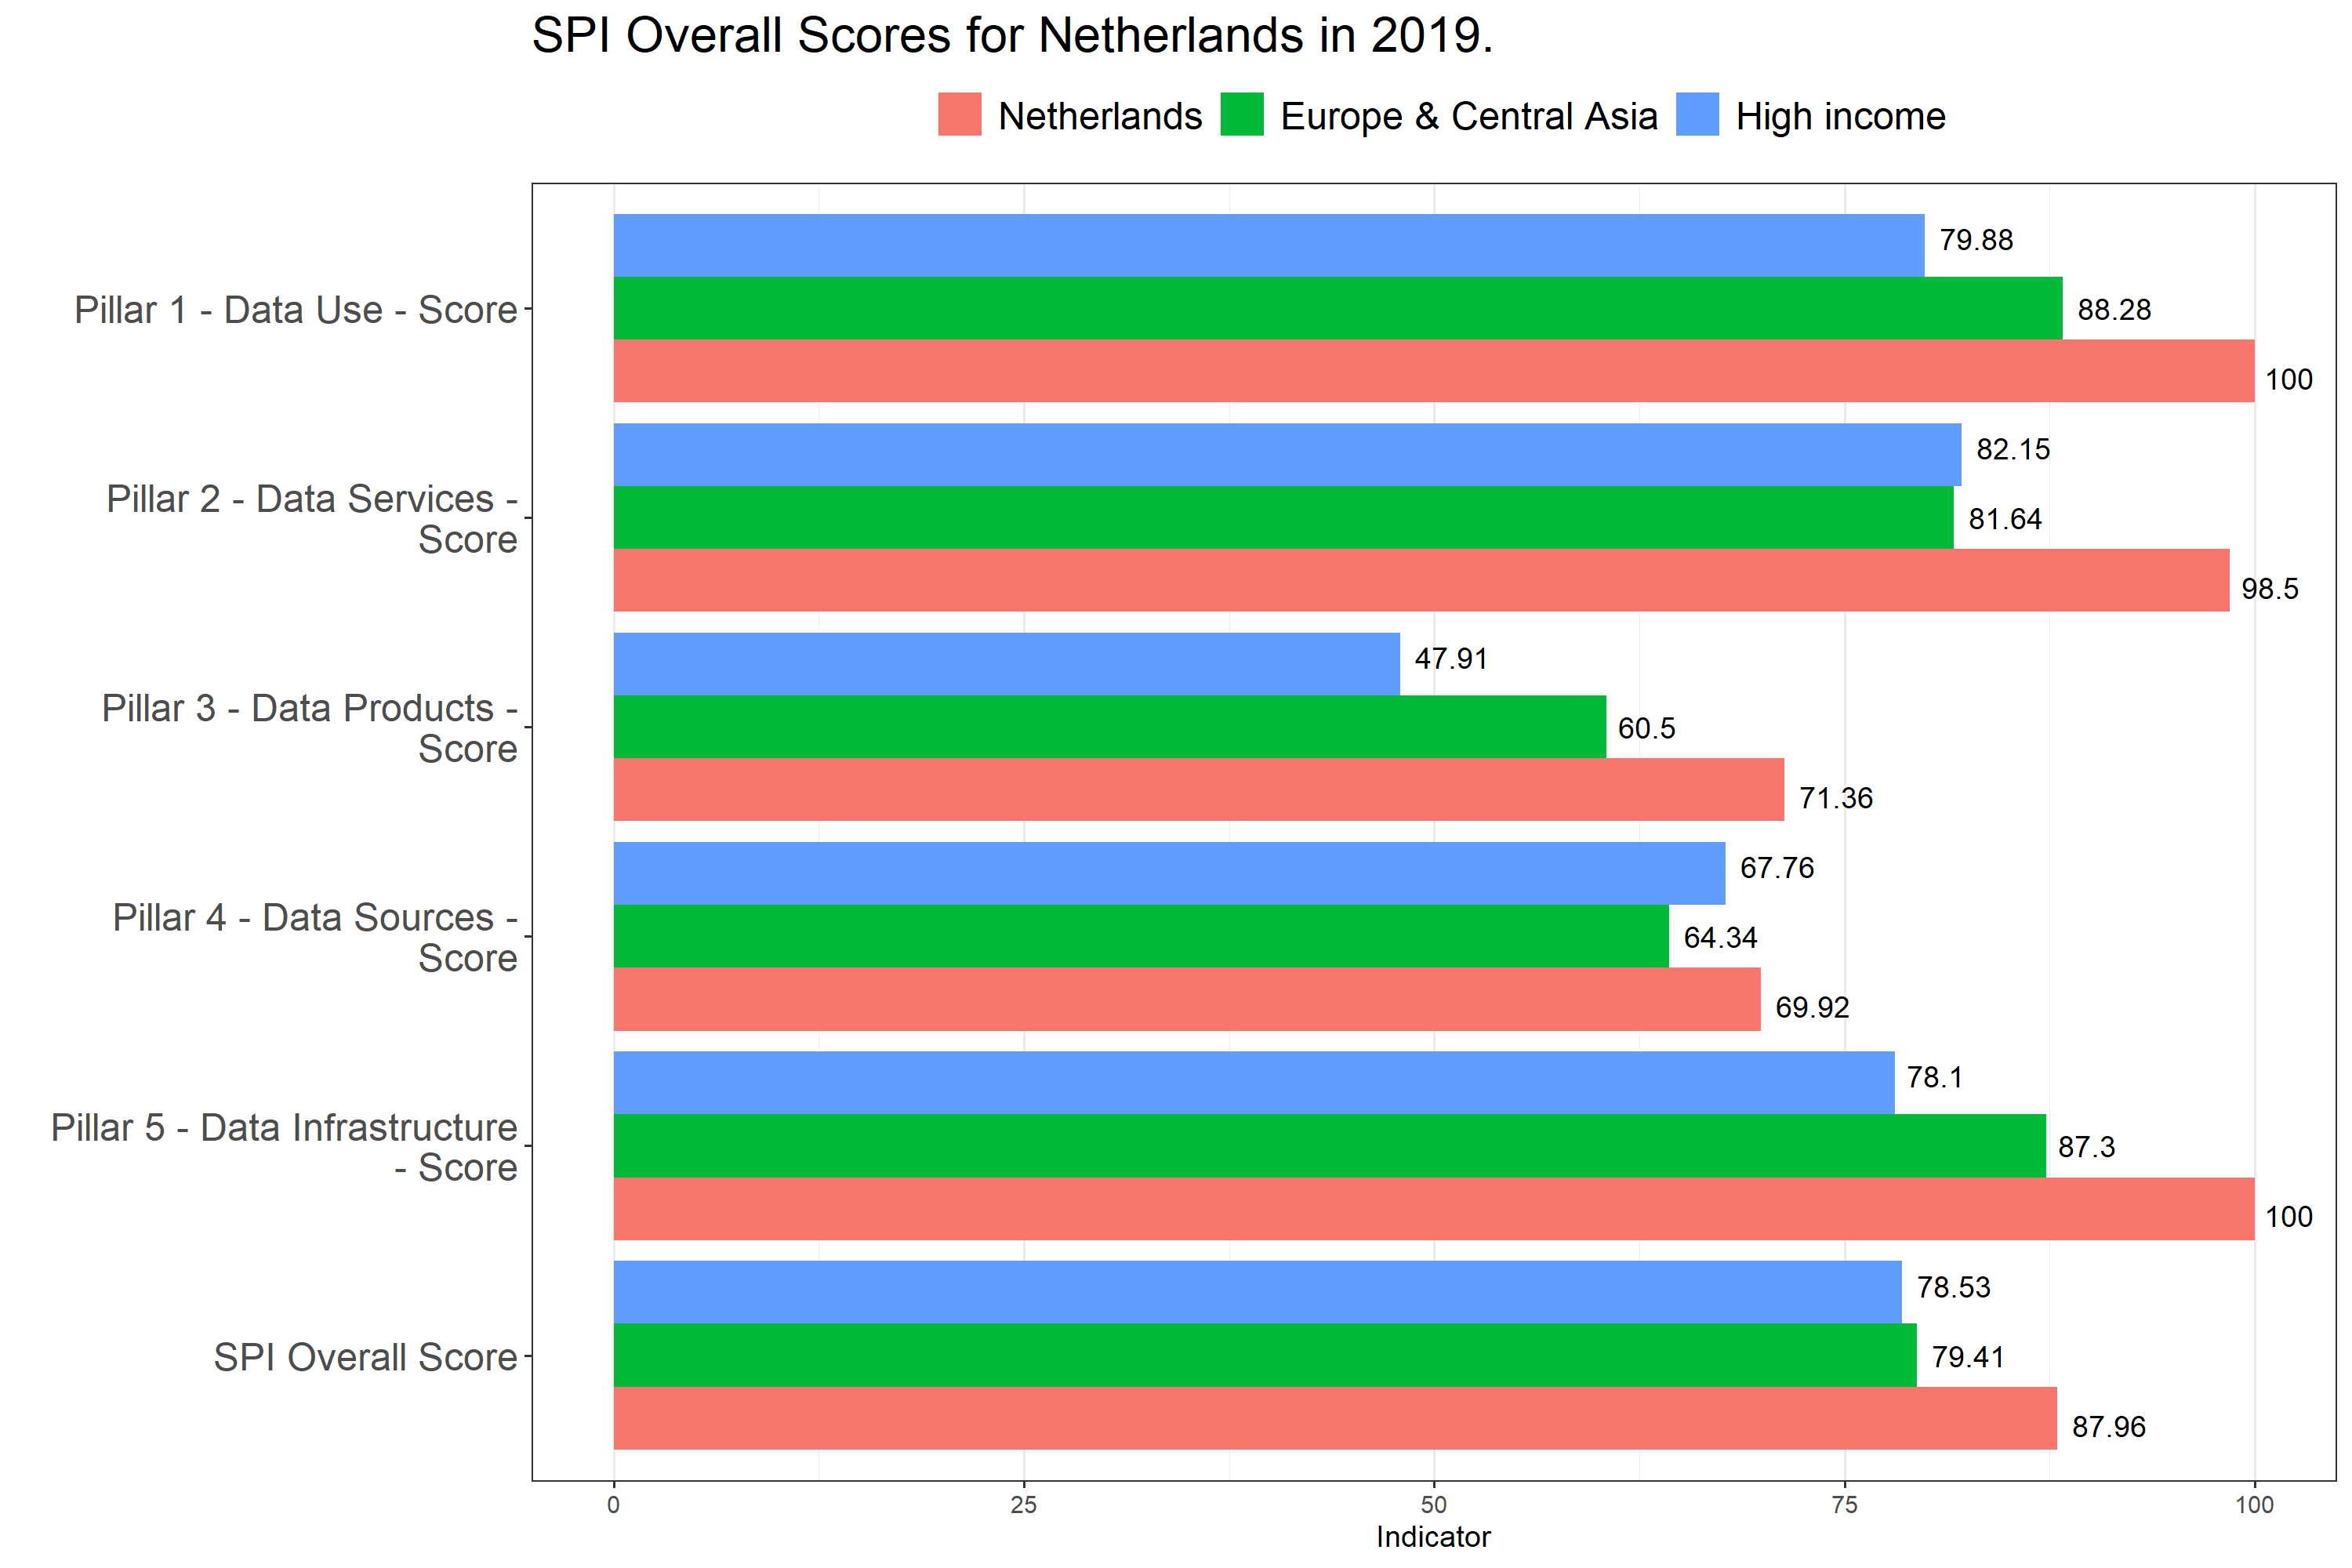 SPI Overall Scores for Netherlands in 2019.
Netherlands Europe & Central Asia High income
79.88
Pillar 1 - Data Use - Score
88.28
100
82.15
Pillar 2 - Data Services -
Score
81.64
98.5
47.91
Pillar 3 - Data Products -
Score
60.5
71.36
67.76
Pillar 4 - Data Sources -
Score
64.34
69.92
78.1
Pillar 5 - Data Infrastructure
- Score
87.3
100
78.53
SPI Overall Score
79.41
87.96
0 25 50 75 100
Indicator